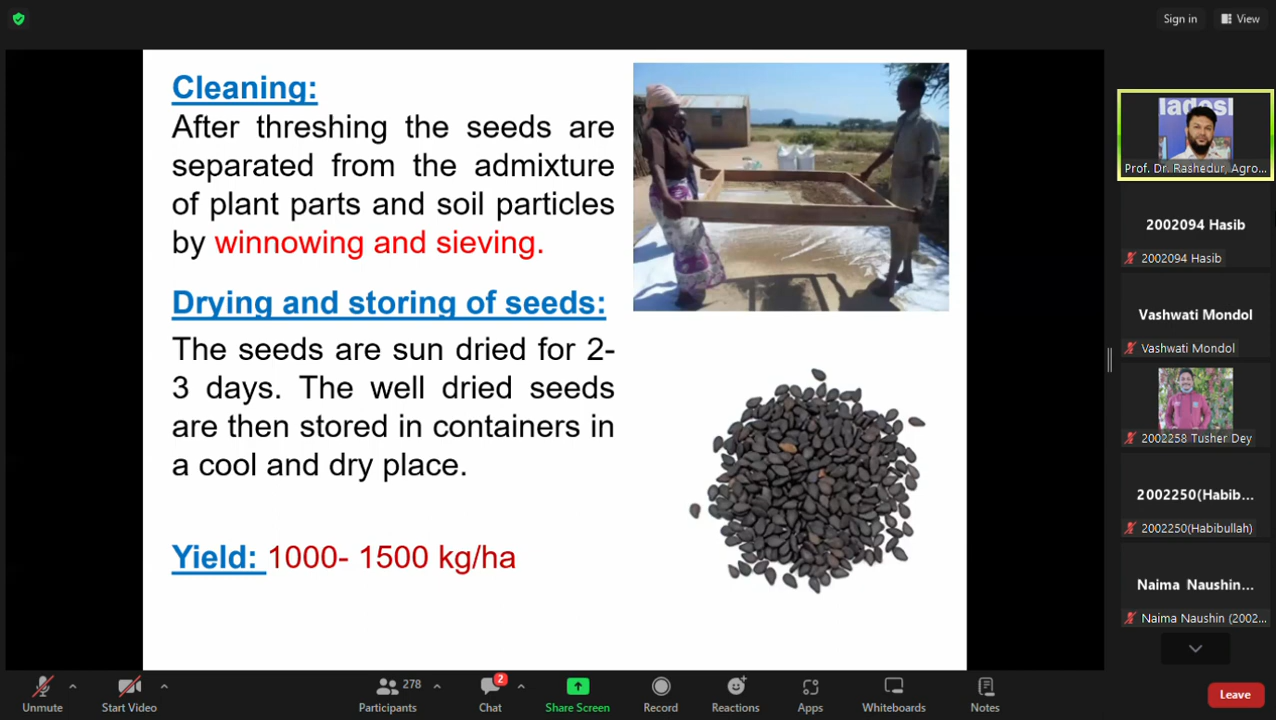 Sign in
View
Cleaning:
After threshing the seeds are
separated from the admixture
of plant parts and soil particles
by winnowing and sieving.
Drying and storing of seeds:
The seeds are sun dried for 2-
3 days. The well dried seeds
are then stored in containers in
a cool and dry place.
Yield: 1000- 1500 kg/ha
Prof. Dr. Rashedur, Agro...
2002094 Hasib
2002094 Hasib
Vashwati Mondol
Vashwati Mondol
2002258 Tusher Dey
2002250(Habib...
2002250(Habibullah)
Naima Naushin...
Naima Naushin (2002...
Unmute
Start Video
278
Participants
2
Chat
Share Screen
Record
Reactions
Apps
Whiteboards
Notes
Leave